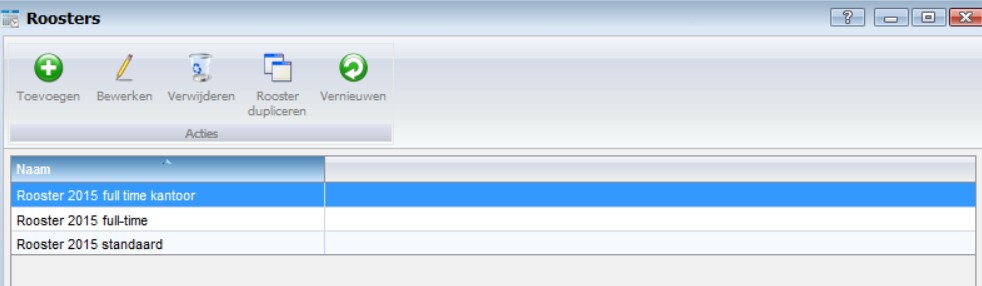 Roosters
?
Toevoegen Bewerken Verwijderen Rooster dupliceren Vernieuwen
Acties
Naam
Rooster 2015 full time kantoor
Rooster 2015 full-time
Rooster 2015 standaard